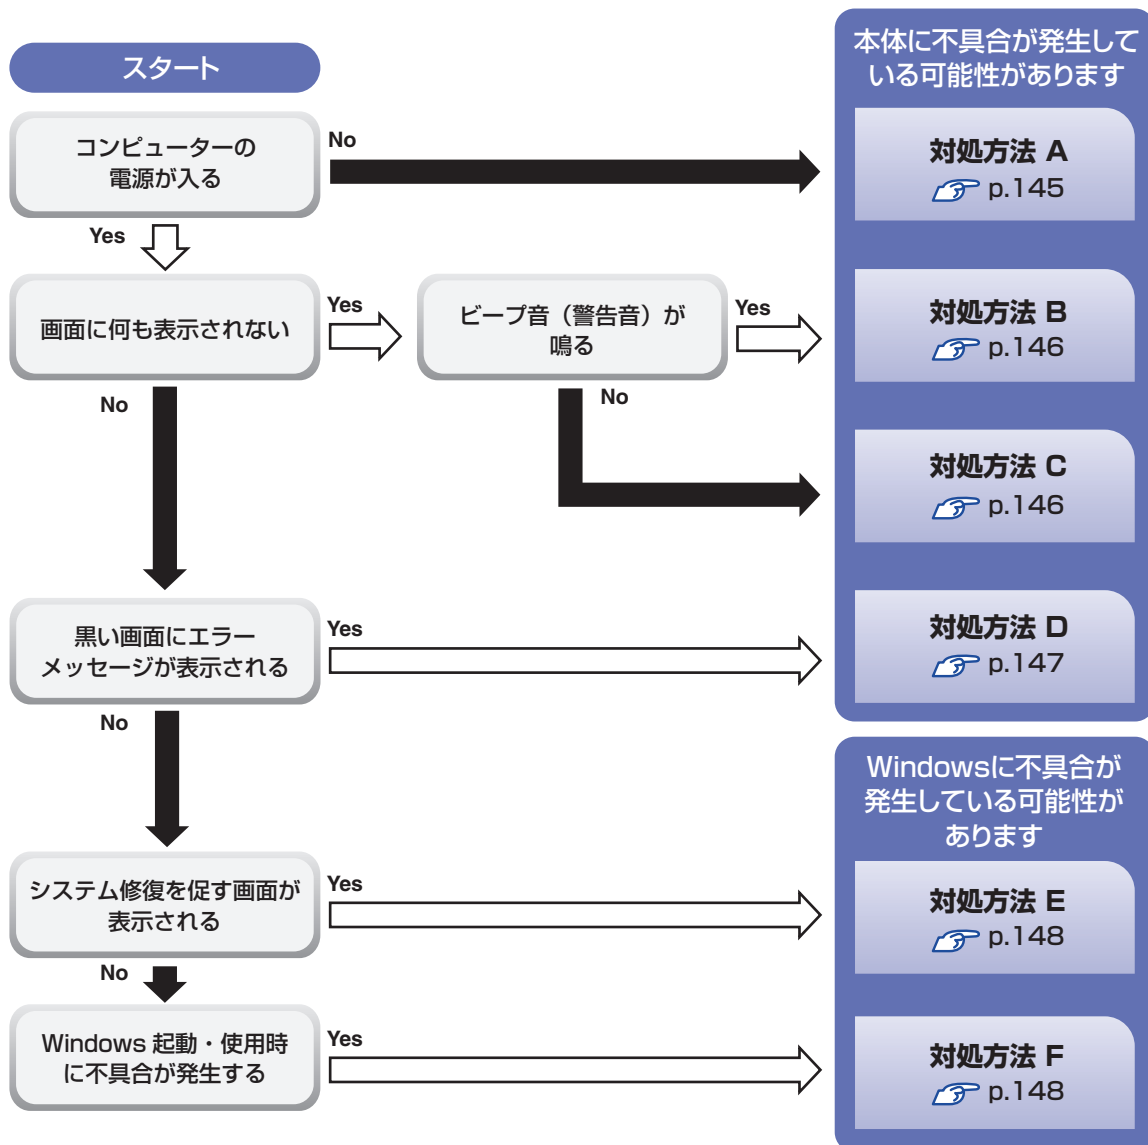 スタート
コンピューターの
電源が入る
No
Yes
画面に何も表示されない
Yes
ビープ音（警告音）が
鳴る
Yes
No
No
黒い画面にエラー
メッセージが表示される
Yes
No
システム修復を促す画面が
表示される
Yes
No
Windows 起動・使用時
に不具合が発生する
Yes
本体に不具合が発生して
いる可能性があります
対処方法 A
p.145
対処方法 B
p.146
対処方法 C
p.146
対処方法 D
p.147
Windowsに不具合が
発生している可能性が
あります
対処方法 E
p.148
対処方法 F
p.148